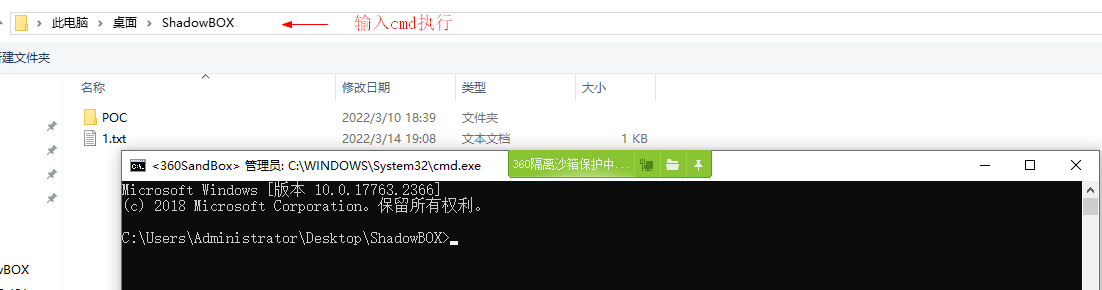 此电脑 桌面 ShadowBOX 输入cmd执行
建文件夹
名称 修改日期 类型 大小
POC 2022/3/10 18:39 文件夹
1.txt 2022/3/14 19:08 文本文档 1 KB
<360SandBox> 管理员: C:\WINDOWS\System32\cmd.exe 360隔离沙箱保护中...
Microsoft Windows [版本 10.0.17763.2366]
(c) 2018 Microsoft Corporation。保留所有权利。
C:\Users\Administrator\Desktop\ShadowBOX>
wBOX